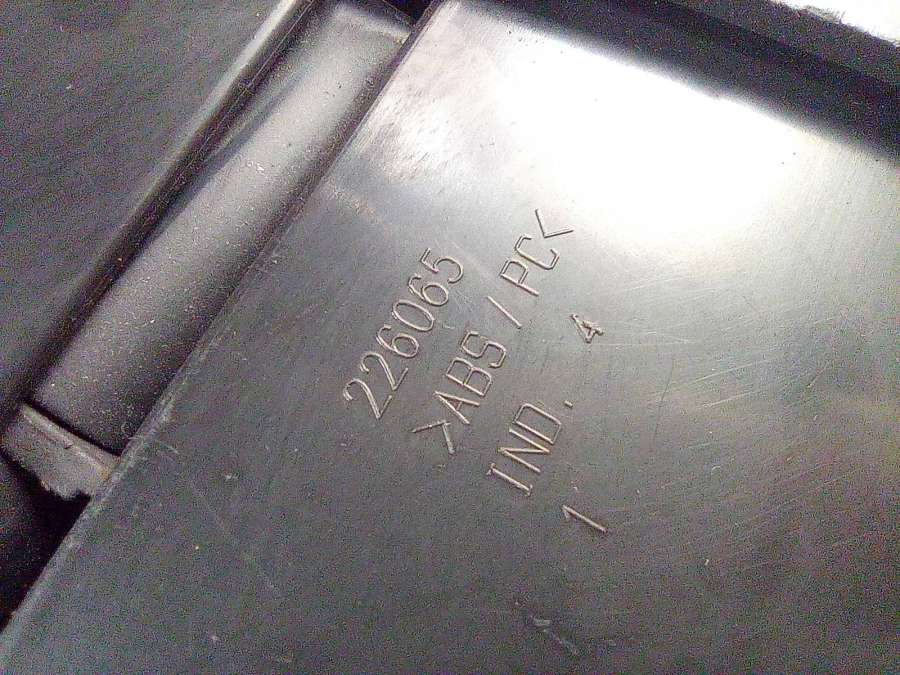 226065
>ABS/PC<
IND. 4
1